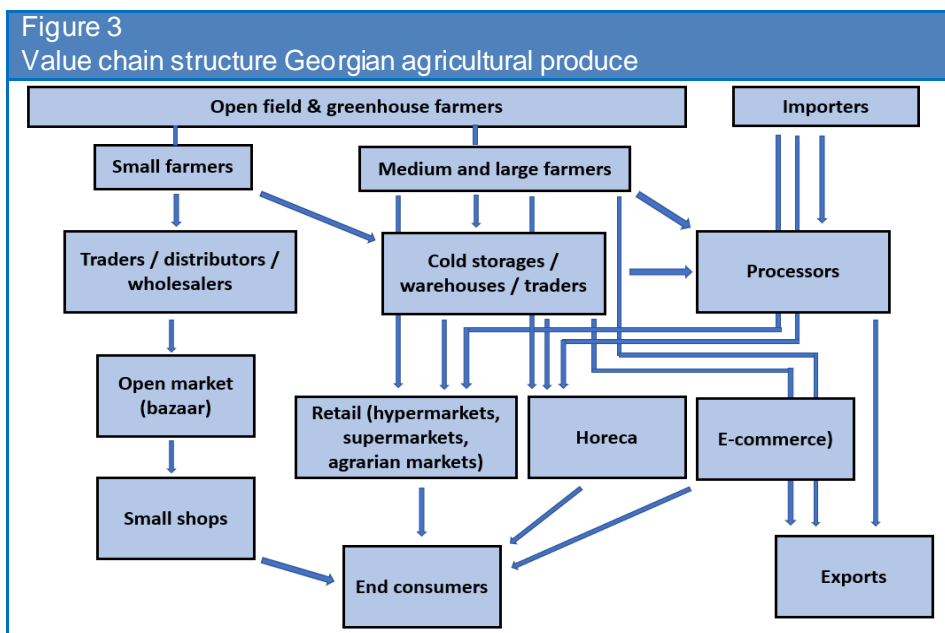 Figure 3
Value chain structure Georgian agricultural produce
Open field & greenhouse farmers
Importers
Small farmers
Medium and large farmers
Traders / distributors /
wholesalers
Cold storages /
warehouses / traders
Processors
Open market
(bazaar)
Retail (hypermarkets,
supermarkets,
agrarian markets)
Horeca
E-commerce)
Small shops
End consumers
Exports